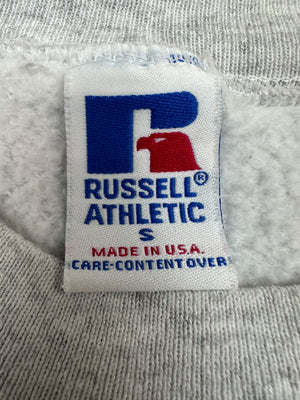 RUSSELL®
ATHLETIC
S
MADE IN U.S.A.
CARE-CONTENT OVER